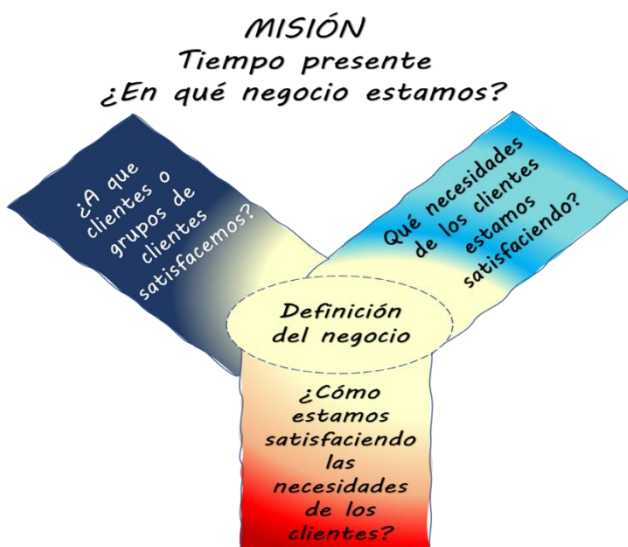 MISIÓN
Tiempo presente
¿En qué negocio estamos?
¿A que
clientes o
grupos de
clientes
satisfacemos?
Qué necesidades
de los clientes
estamos
satisfaciendo?
Definición
del negocio
¿Cómo
estamos
satisfaciendo
las
necesidades
de los
clientes?